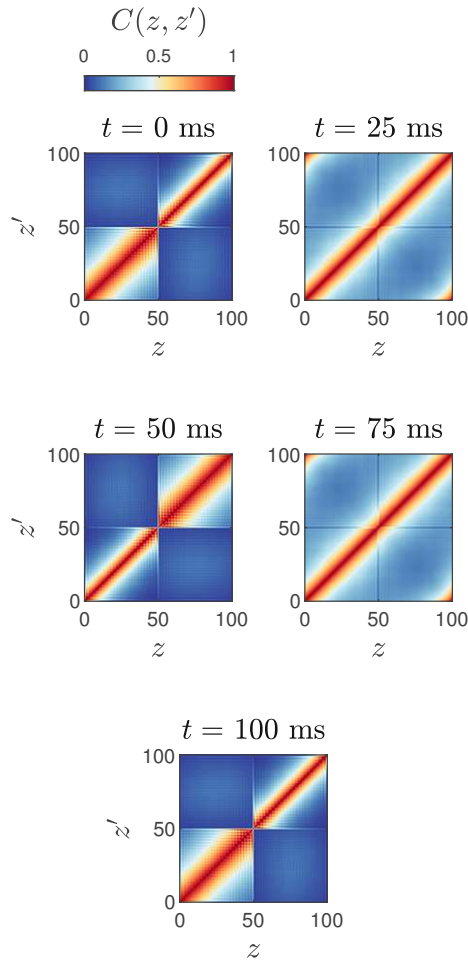 C(z, z′)
0 0.5 1
t = 0 ms t = 25 ms
100 100
z′ 50 50
0 0
0 50 100 0 50 100
z z
t = 50 ms t = 75 ms
100 100
z′ 50 50
0 0
0 50 100 0 50 100
z z
t = 100 ms
100
z′ 50
0
0 50 100
z